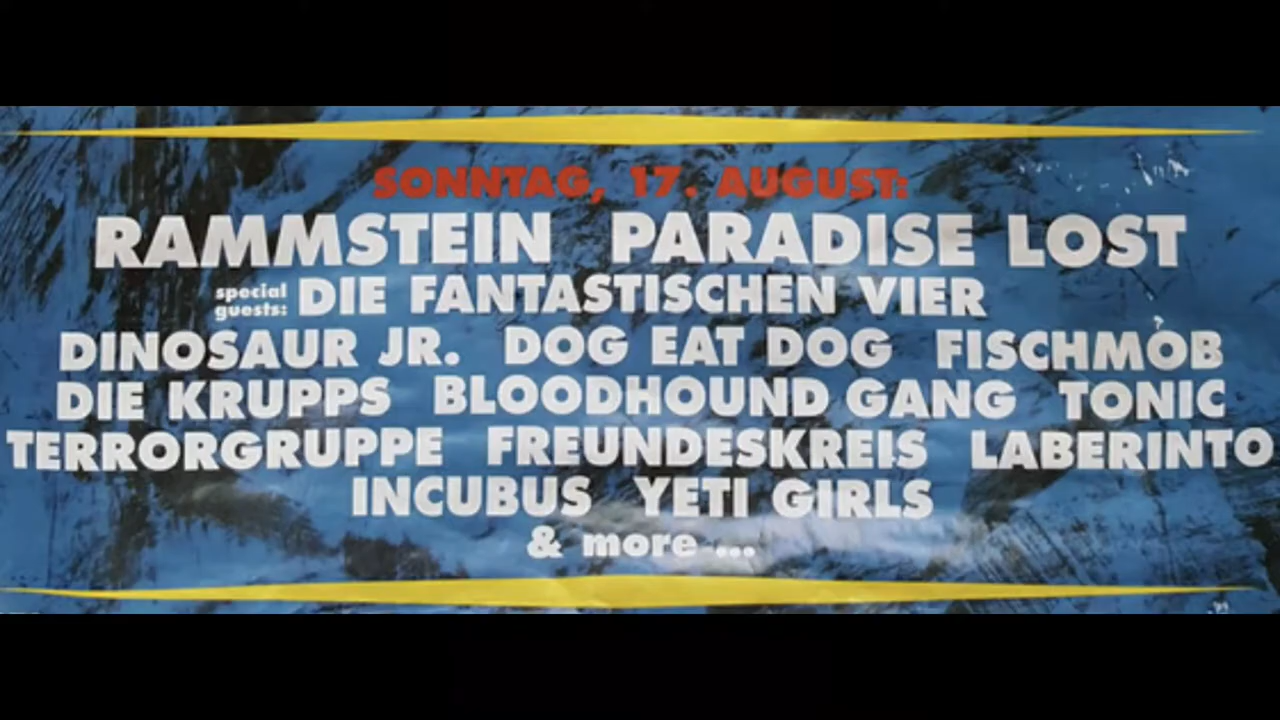 SONNTAG, 17. AUGUST:
RAMMSTEIN PARADISE LOST
special guests: DIE FANTASTISCHEN VIER
DINOSAUR JR. DOG EAT DOG FISCHMOB
DIE KRUPPS BLOODHOUND GANG TONIC
TERRORGRUPPE FREUNDESKREIS LABERINTO
INCUBUS YETI GIRLS
& more ...